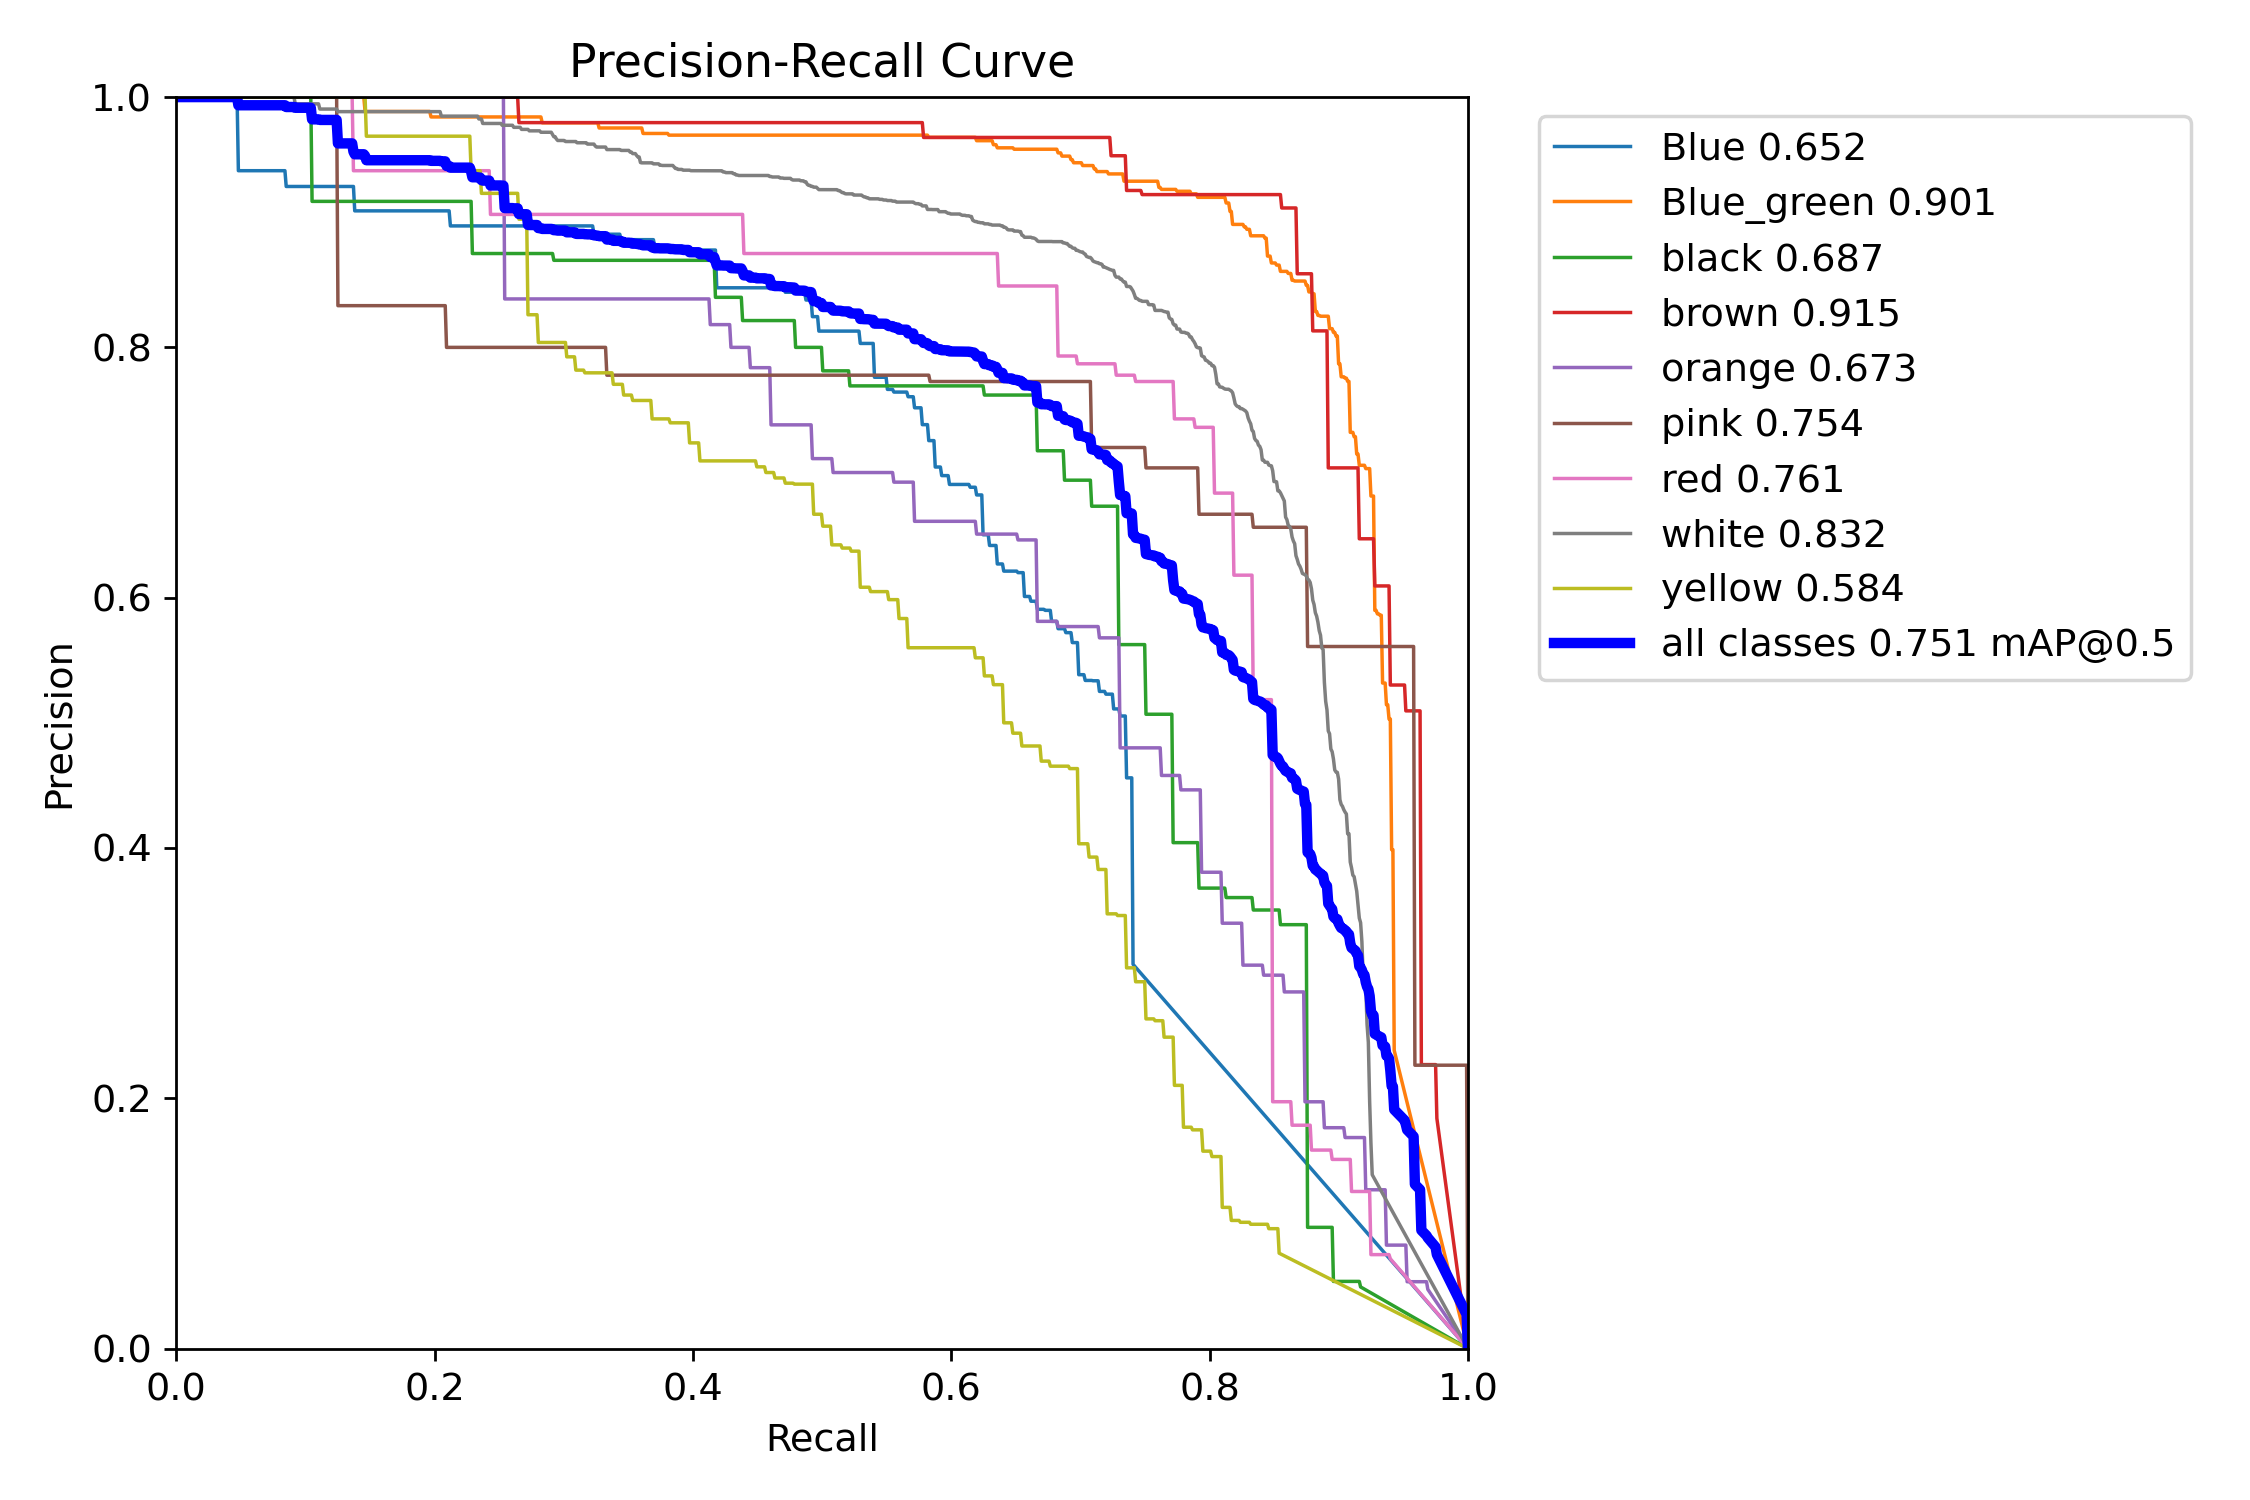 Precision-Recall Curve
1.0
0.8
0.6
0.4
0.2
0.0
Precision
0.0 0.2 0.4 0.6 0.8 1.0
Recall
Blue 0.652
Blue_green 0.901
black 0.687
brown 0.915
orange 0.673
pink 0.754
red 0.761
white 0.832
yellow 0.584
all classes 0.751 mAP@0.5